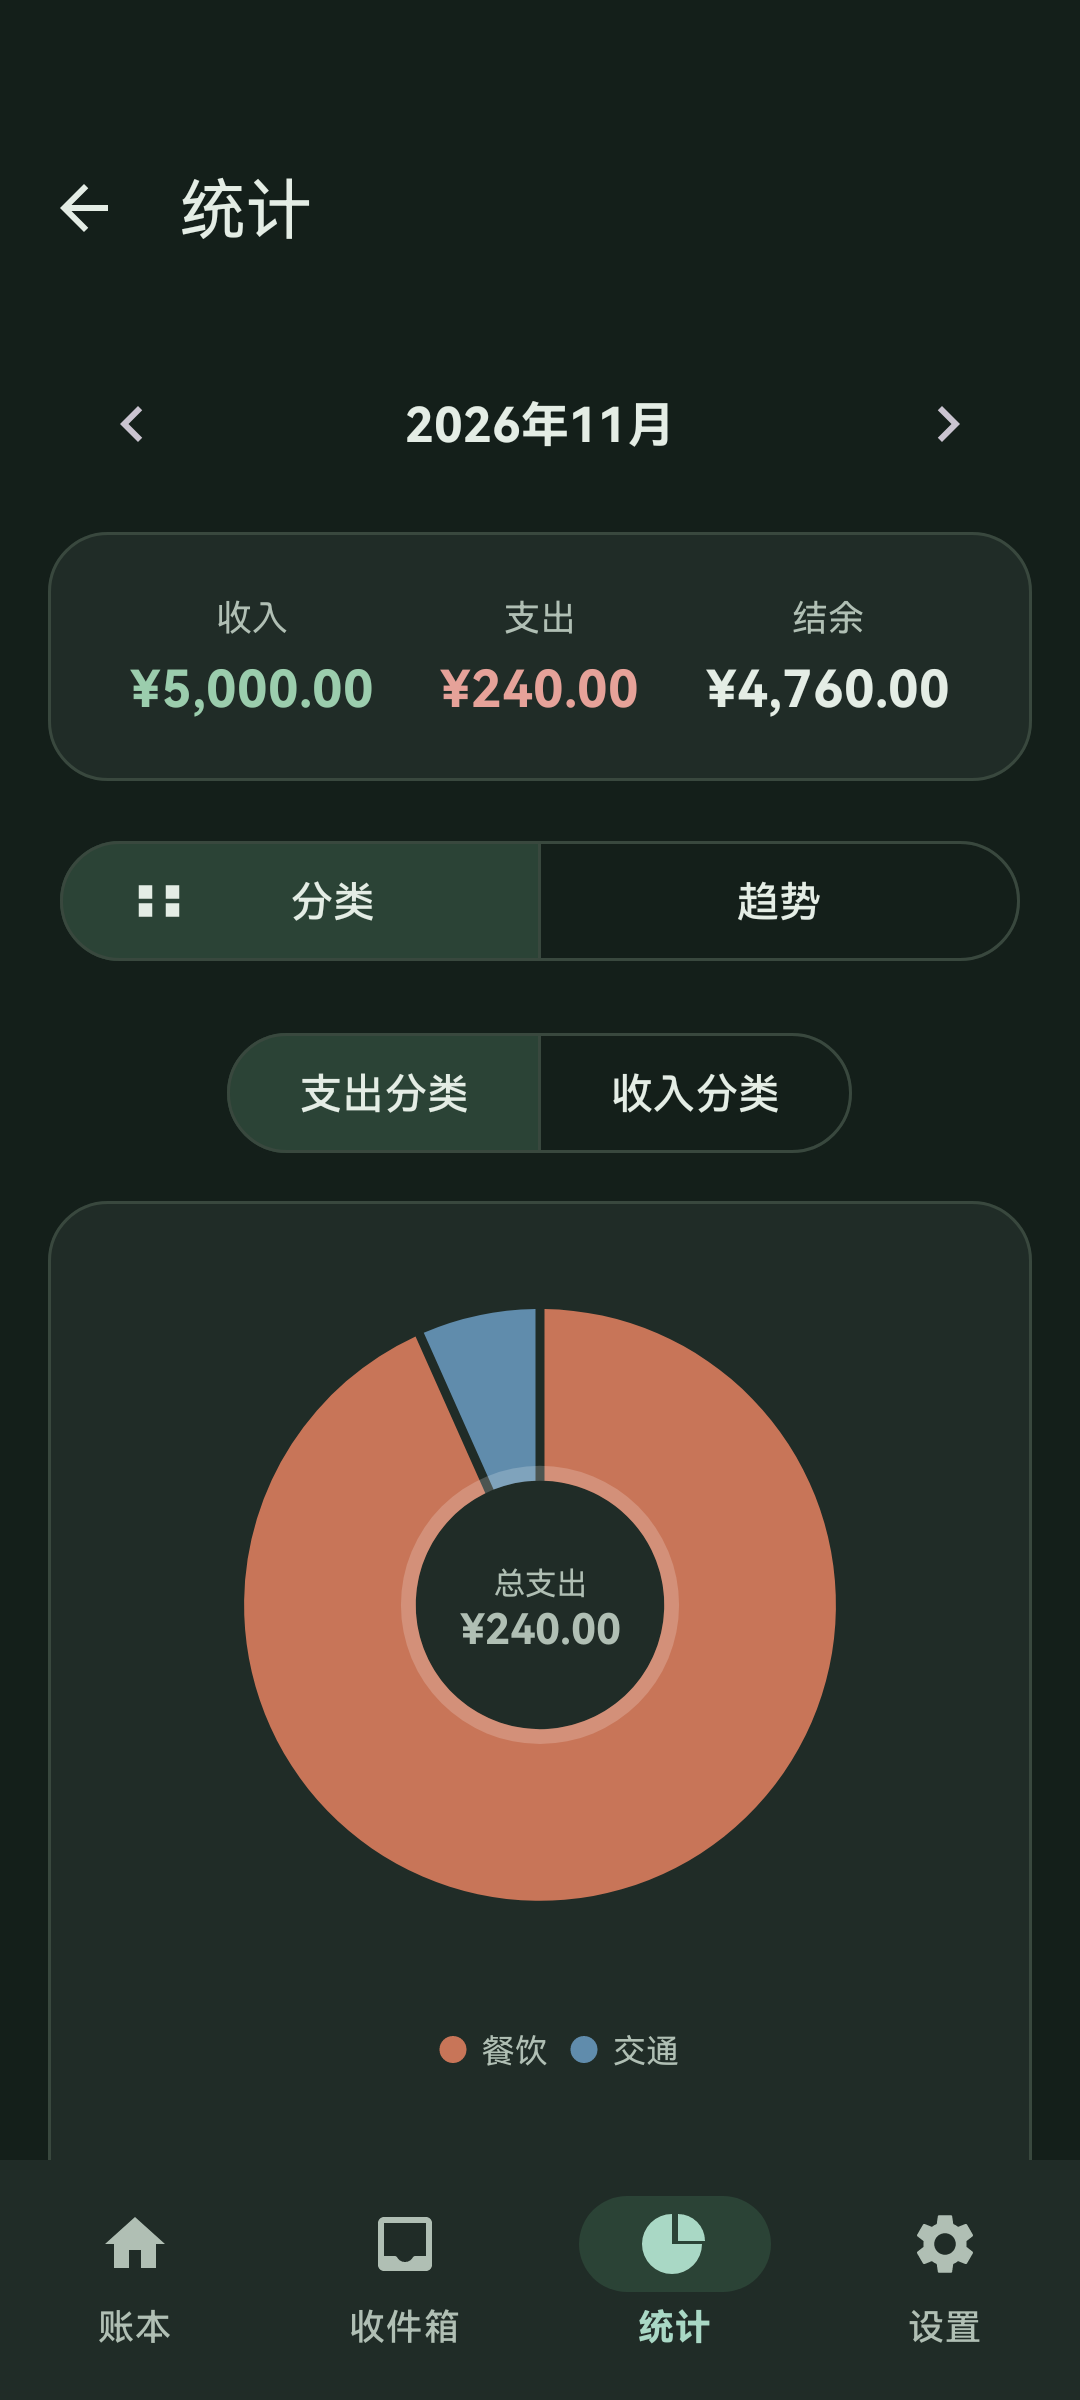 统计
2026年11月
收入 支出 结余
¥5,000.00 ¥240.00 ¥4,760.00
分类 趋势
支出分类 收入分类
总支出
¥240.00
餐饮 交通
账本 收件箱 统计 设置